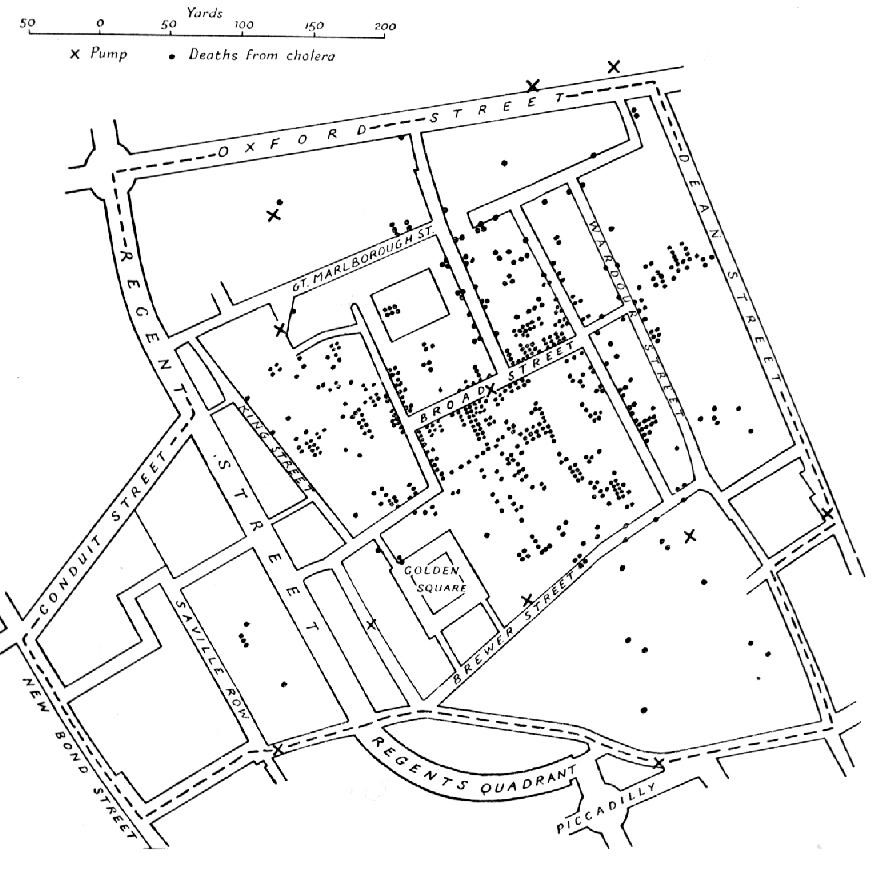 Yards
50 0 50 100 150 200
x Pump • Deaths from cholera
OXFORD STREET
REGENT STREET
DEAN STREET
WARDOUR STREET
GT. MARLBOROUGH ST.
BROAD STREET
KING STREET
CONDUIT STREET
GOLDEN
SQUARE
SAVILLE ROW
BREWER STREET
NEW BOND STREET
REGENTS QUADRANT
PICCADILLY